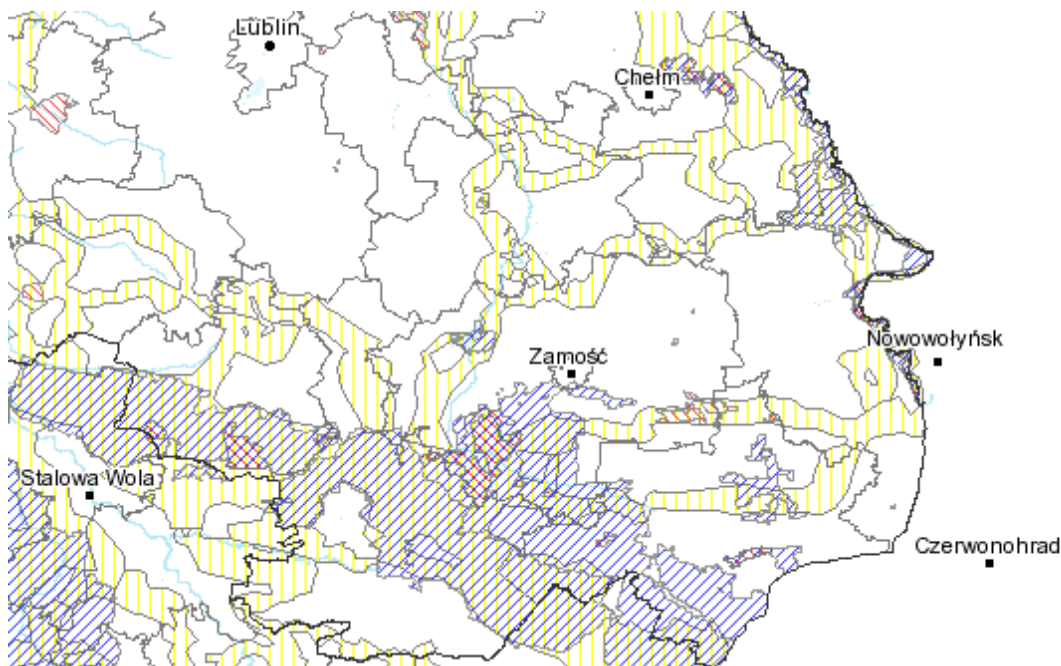 Lublin
Chełm
Nowowołyńsk
Zamość
Stalowa Wola
Czerwonohrad